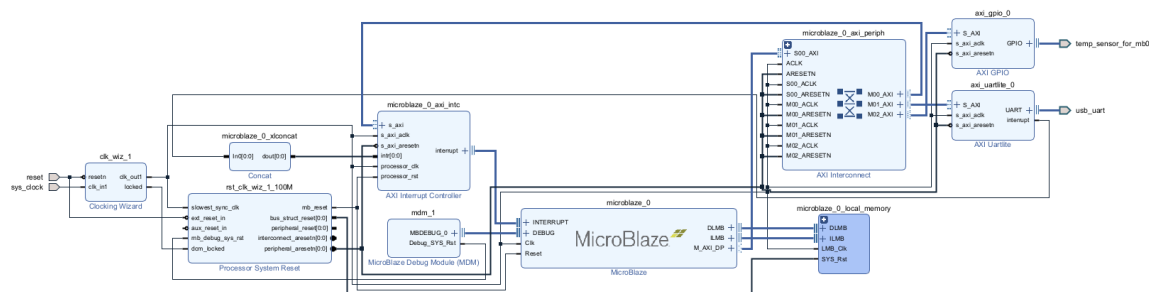 reset
sys_clock
clk_wiz_1
resetn
clk_in1
clk_out1
locked
Clocking Wizard
microblaze_0_xlconcat
In0[0:0]
dout[0:0]
Concat
rst_clk_wiz_1_100M
slowest_sync_clk
ext_reset_in
aux_reset_in
mb_debug_sys_rst
dcm_locked
mb_reset
bus_struct_reset[0:0]
peripheral_reset[0:0]
interconnect_aresetn[0:0]
peripheral_aresetn[0:0]
Processor System Reset
microblaze_0_axi_intc
s_axi
s_axi_aclk
s_axi_aresetn
intr[0:0]
processor_clk
processor_rst
interrupt
AXI Interrupt Controller
mdm_1
MBDEBUG_0
Debug_SYS_Rst
MicroBlaze Debug Module (MDM)
microblaze_0
INTERRUPT
DEBUG
Clk
Reset
MicroBlaze
DLMB
ILMB
M_AXI_DP
MicroBlaze
microblaze_0_axi_periph
S00_AXI
ACLK
ARESETN
S00_ACLK
S00_ARESETN
M00_ACLK
M00_ARESETN
M01_ACLK
M01_ARESETN
M02_ACLK
M02_ARESETN
M00_AXI
M01_AXI
M02_AXI
AXI Interconnect
microblaze_0_local_memory
DLMB
ILMB
LMB_Clk
SYS_Rst
axi_gpio_0
S_AXI
s_axi_aclk
s_axi_aresetn
GPIO
AXI GPIO
temp_sensor_for_mb0
axi_uartlite_0
S_AXI
s_axi_aclk
s_axi_aresetn
UART
interrupt
AXI Uartlite
usb_uart